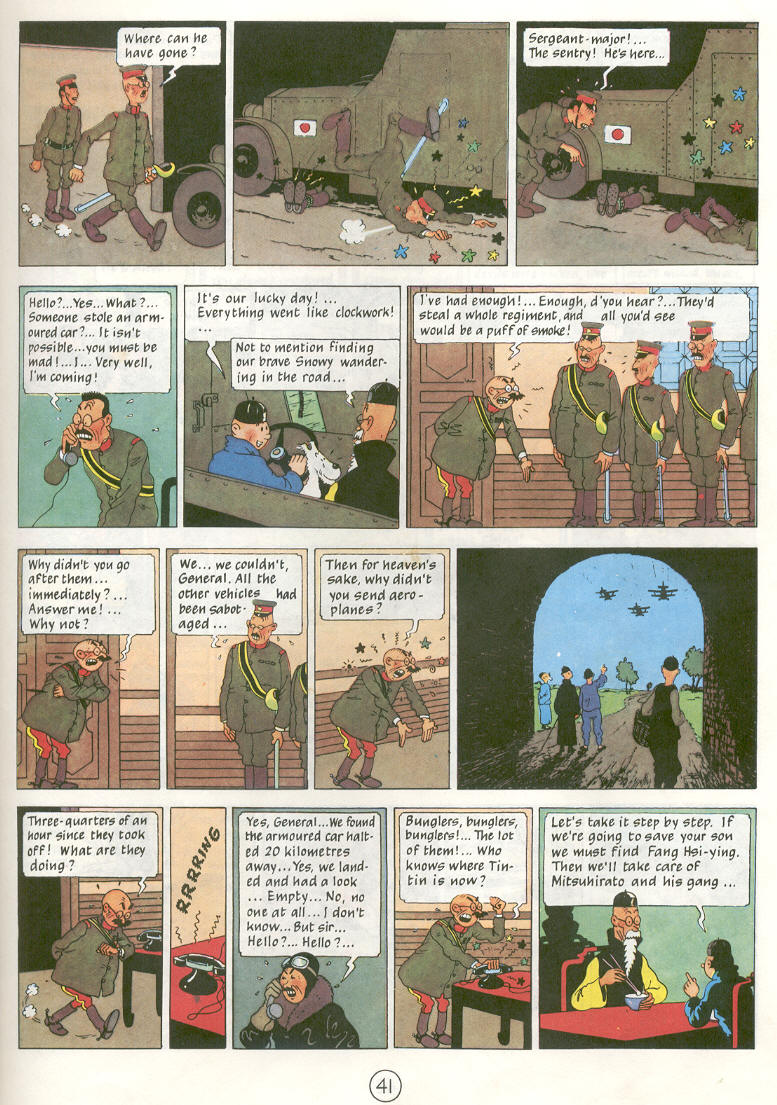 Where can he
have gone?
Sergeant-major!...
The sentry! He's here...
Hello?...Yes...What?...
Someone stole an arm-
oured car?... It isn't
possible...you must be
mad!...I... Very well,
I'm coming!
It's our lucky day!...
Everything went like clockwork!
...
Not to mention finding
our brave Snowy wander-
ing in the road...
I've had enough!... Enough, d'you hear?...They'd
steal a whole regiment, and all you'd see
would be a puff of smoke!
Why didn't you go
after them...
immediately?...
Answer me!...
Why not?
We... we couldn't,
General. All the
other vehicles had
been sabot-
aged...
Then for heaven's
sake, why didn't
you send aero-
planes?
Three-quarters of an
hour since they took
off! What are they
doing?
RRRRING
Yes, General...We found
the armoured car halt-
ed 20 kilometres
away...Yes, we land-
ed and had a look
... Empty... No, no
one at all... I don't
know... But sir...
Hello?... Hello?...
Bunglers, bunglers,
bunglers!... The lot
of them!... Who
knows where Tin-
tin is now?
Let's take it step by step. If
we're going to save your son
we must find Fang Hsi-ying.
Then we'll take care of
Mitsuhirato and his gang...
41